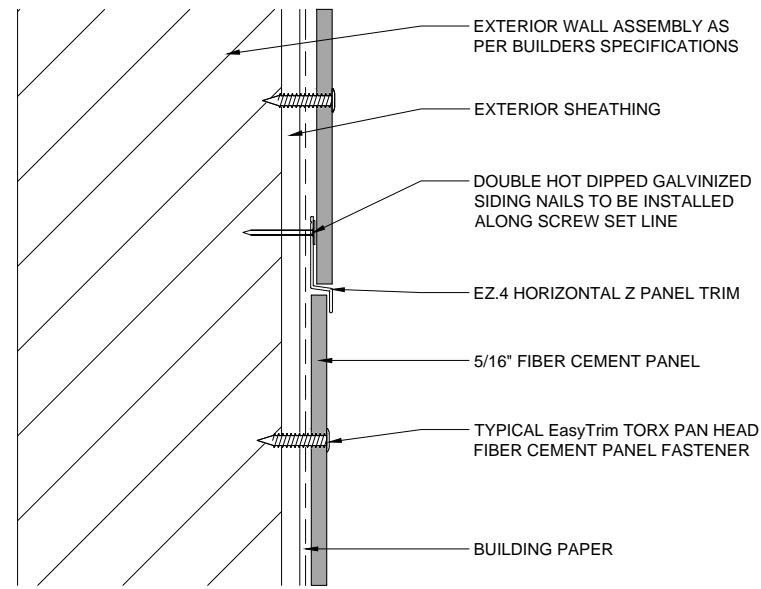 EXTERIOR WALL ASSEMBLY AS
PER BUILDERS SPECIFICATIONS
EXTERIOR SHEATHING
DOUBLE HOT DIPPED GALVINIZED
SIDING NAILS TO BE INSTALLED
ALONG SCREW SET LINE
EZ.4 HORIZONTAL Z PANEL TRIM
5/16" FIBER CEMENT PANEL
TYPICAL EasyTrim TORX PAN HEAD
FIBER CEMENT PANEL FASTENER
BUILDING PAPER